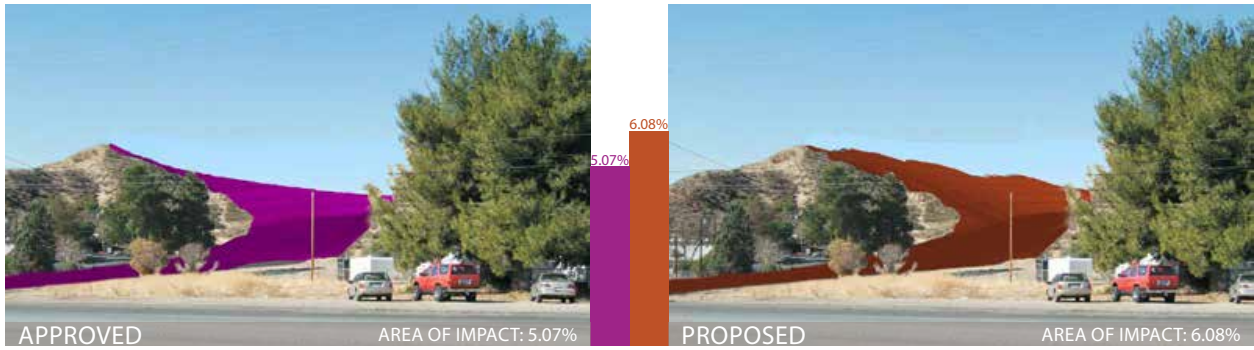 6.08%
5.07%
APPROVED
AREA OF IMPACT: 5.07%
PROPOSED
AREA OF IMPACT: 6.08%